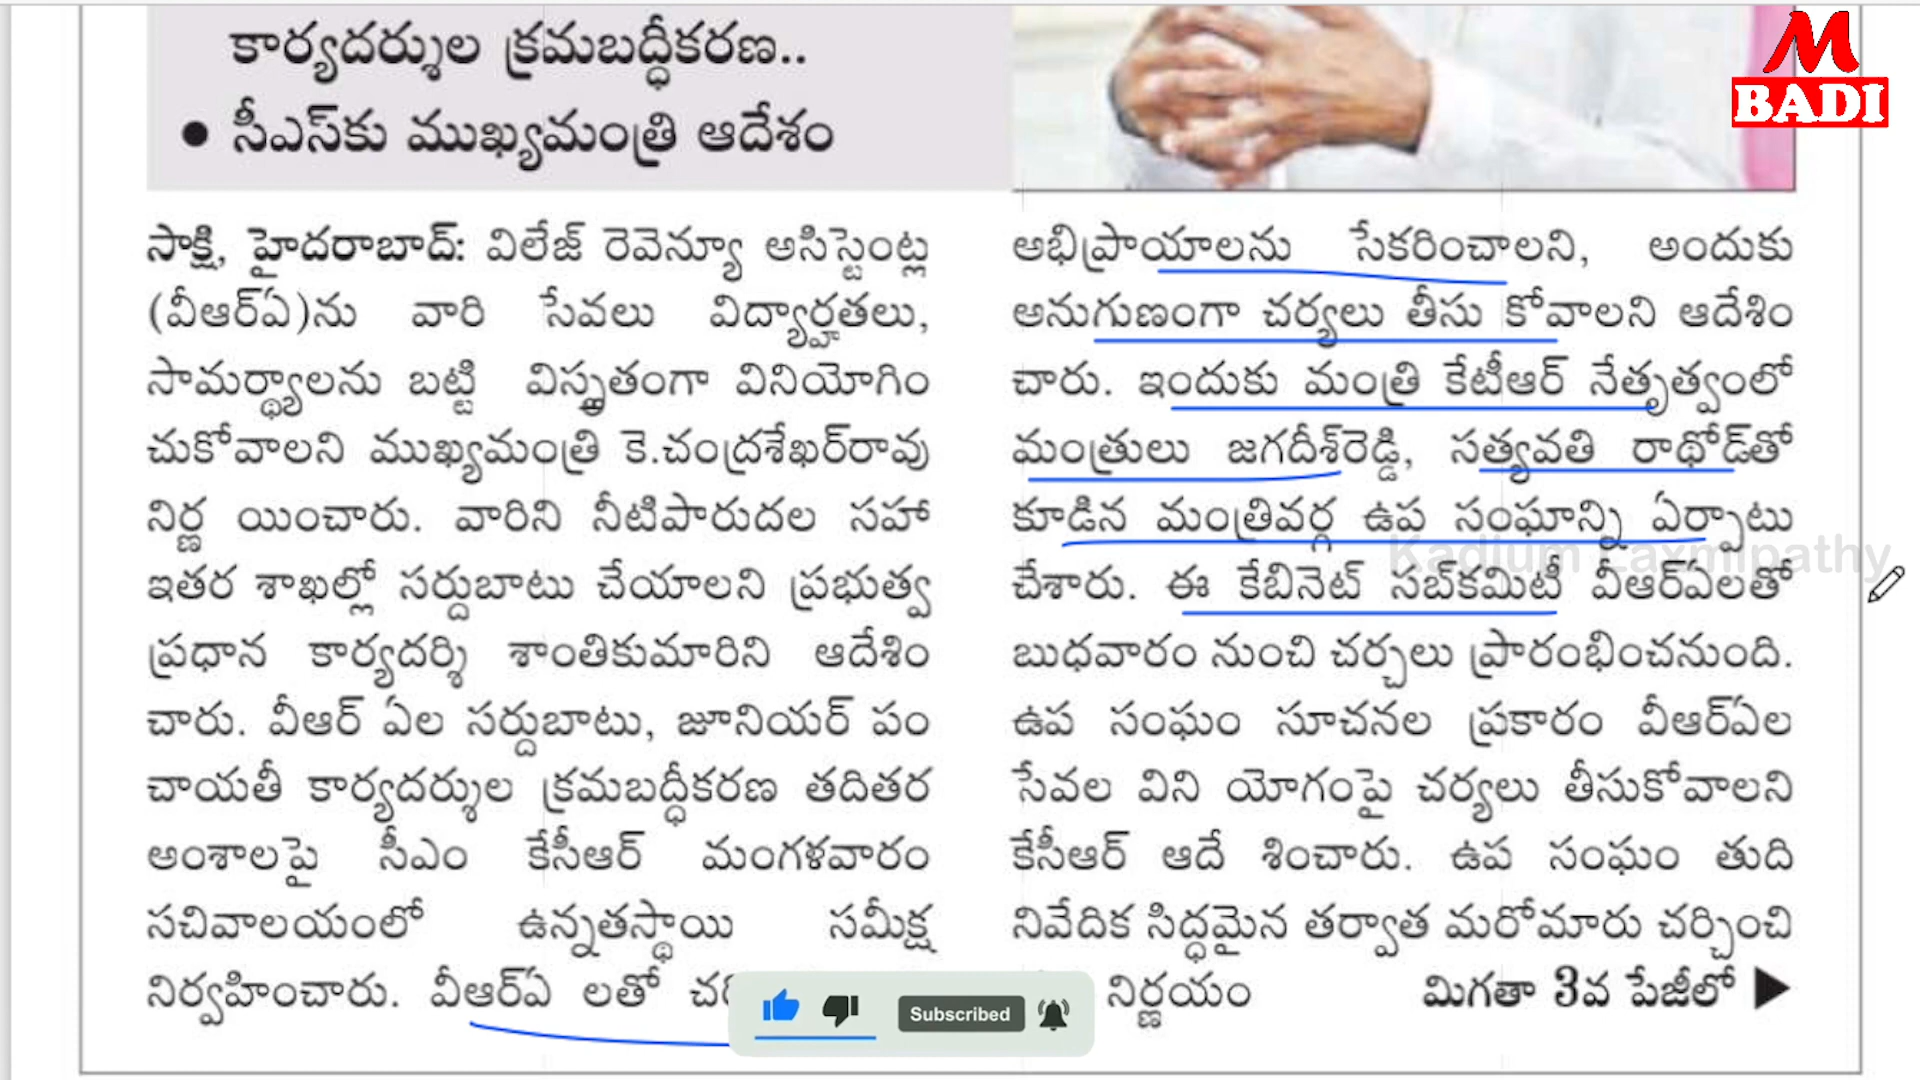 కార్యదర్శుల క్రమబద్ధీకరణ..
• సీఎస్‌కు ముఖ్యమంత్రి ఆదేశం
M
BADI
సాక్షి, హైదరాబాద్: విలేజ్ రెవెన్యూ అసిస్టెంట్ల
(వీఆర్ఏ)ను వారి సేవలు విద్యార్హతలు,
సామర్థ్యాలను బట్టి విస్తృతంగా వినియోగిం
చుకోవాలని ముఖ్యమంత్రి కె.చంద్రశేఖర్‌రావు
నిర్ణ యించారు. వారిని నీటిపారుదల సహా
ఇతర శాఖల్లో సర్దుబాటు చేయాలని ప్రభుత్వ
ప్రధాన కార్యదర్శి శాంతికుమారిని ఆదేశిం
చారు. వీఆర్ ఏల సర్దుబాటు, జూనియర్ పం
చాయతీ కార్యదర్శుల క్రమబద్ధీకరణ తదితర
అంశాలపై సీఎం కేసీఆర్ మంగళవారం
సచివాలయంలో ఉన్నతస్థాయి సమీక్ష
నిర్వహించారు. వీఆర్ఏ లతో
అభిప్రాయాలను సేకరించాలని, అందుకు
అనుగుణంగా చర్యలు తీసు కోవాలని ఆదేశిం
చారు. ఇందుకు మంత్రి కేటీఆర్ నేతృత్వంలో
మంత్రులు జగదీశ్‌రెడ్డి, సత్యవతి రాథోడ్‌తో
కూడిన మంత్రివర్గ ఉప సంఘాన్ని ఏర్పాటు
చేశారు. ఈ కేబినెట్ సబ్‌కమిటీ వీఆర్ఏలతో
బుధవారం నుంచి చర్చలు ప్రారంభించనుంది.
ఉప సంఘం సూచనల ప్రకారం వీఆర్ఏల
సేవల విని యోగంపై చర్యలు తీసుకోవాలని
కేసీఆర్ ఆదే శించారు. ఉప సంఘం తుది
నివేదిక సిద్ధమైన తర్వాత మరోమారు చర్చించి
నిర్ణయం మిగతా 3వ పేజీలో ▶
Kadium Laxmipathy
Subscribed